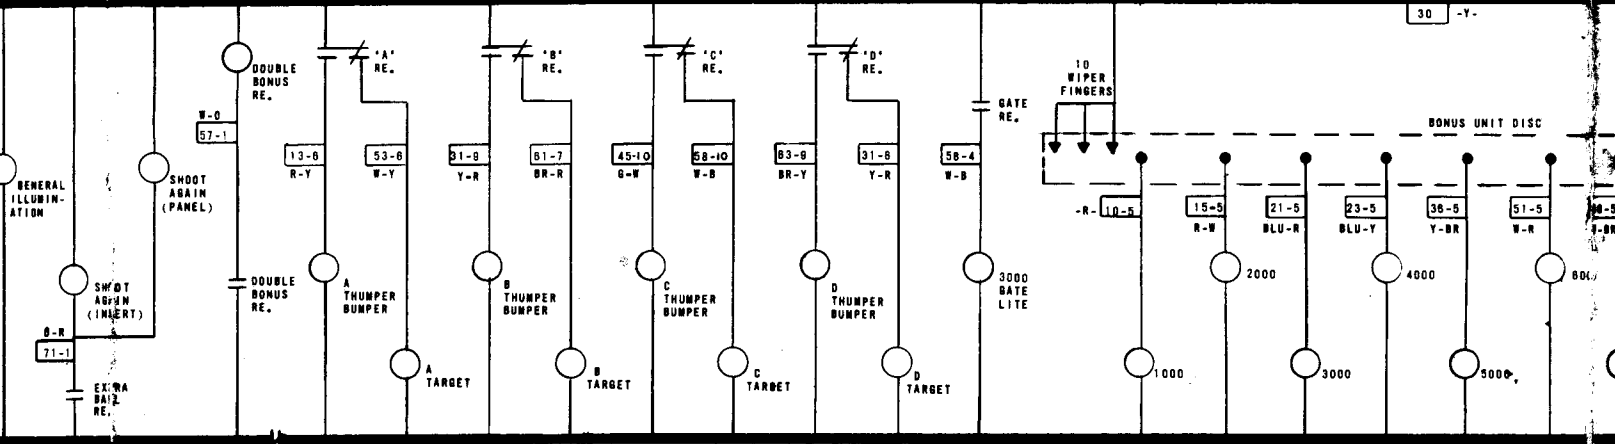 30 -Y-
"A"
RE.
"B"
RE.
"C"
RE.
"D"
RE.
DOUBLE
BONUS
RE.
10
WIPER
FINGERS
GATE
RE.
BONUS UNIT DISC
W-O
57-1
13-6
R-Y
53-6
W-Y
31-9
Y-R
61-7
BR-R
45-10
G-W
58-10
W-B
63-9
BR-Y
31-6
Y-R
56-4
W-B
GENERAL
ILLUMIN-
ATION
SHOOT
AGAIN
(PANEL)
-R- 10-5
15-5
R-W
21-5
BLU-R
23-5
BLU-Y
36-5
Y-BR
51-5
W-R
SHOOT
AGAIN
(INSERT)
DOUBLE
BONUS
RE.
A
THUMPER
BUMPER
B
THUMPER
BUMPER
C
THUMPER
BUMPER
D
THUMPER
BUMPER
3000
GATE
LITE
2000
4000
71-1
EXTRA
BALL
RE.
A
TARGET
B
TARGET
C
TARGET
D
TARGET
1000
3000
5000